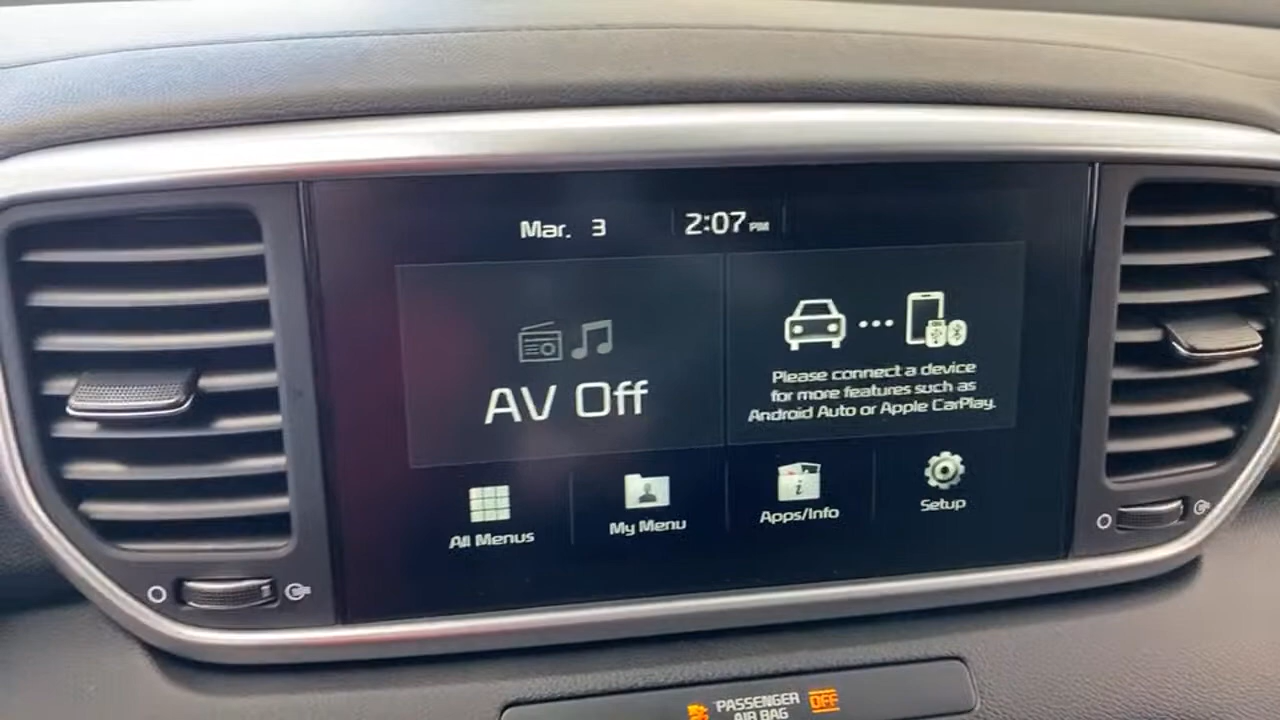 Mar. 3 2:07 PM
AV Off
Please connect a device
for more features such as
Android Auto or Apple CarPlay.
All Menus
My Menu
i
Apps/Info
Setup
PASSENGER
AIR BAG
OFF